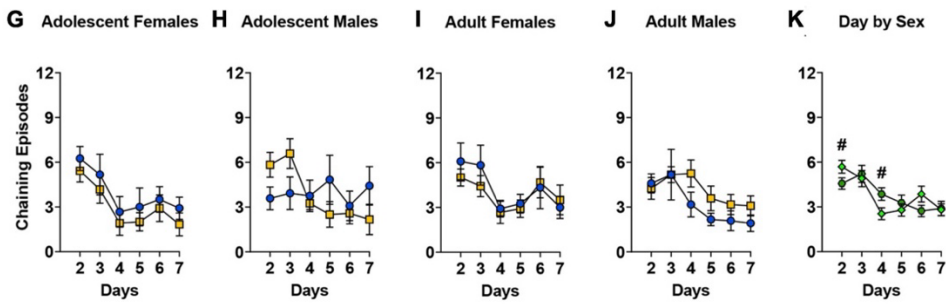 G Adolescent Females H Adolescent Males I Adult Females J Adult Males K Day by Sex
Chaining Episodes
12 12 12 12 12
9 9 9 9 9
6 6 6 6 6
# #
3 3 3 3 3
0 0 0 0 0
2 3 4 5 6 7 2 3 4 5 6 7 2 3 4 5 6 7 2 3 4 5 6 7 2 3 4 5 6 7
Days Days Days Days Days